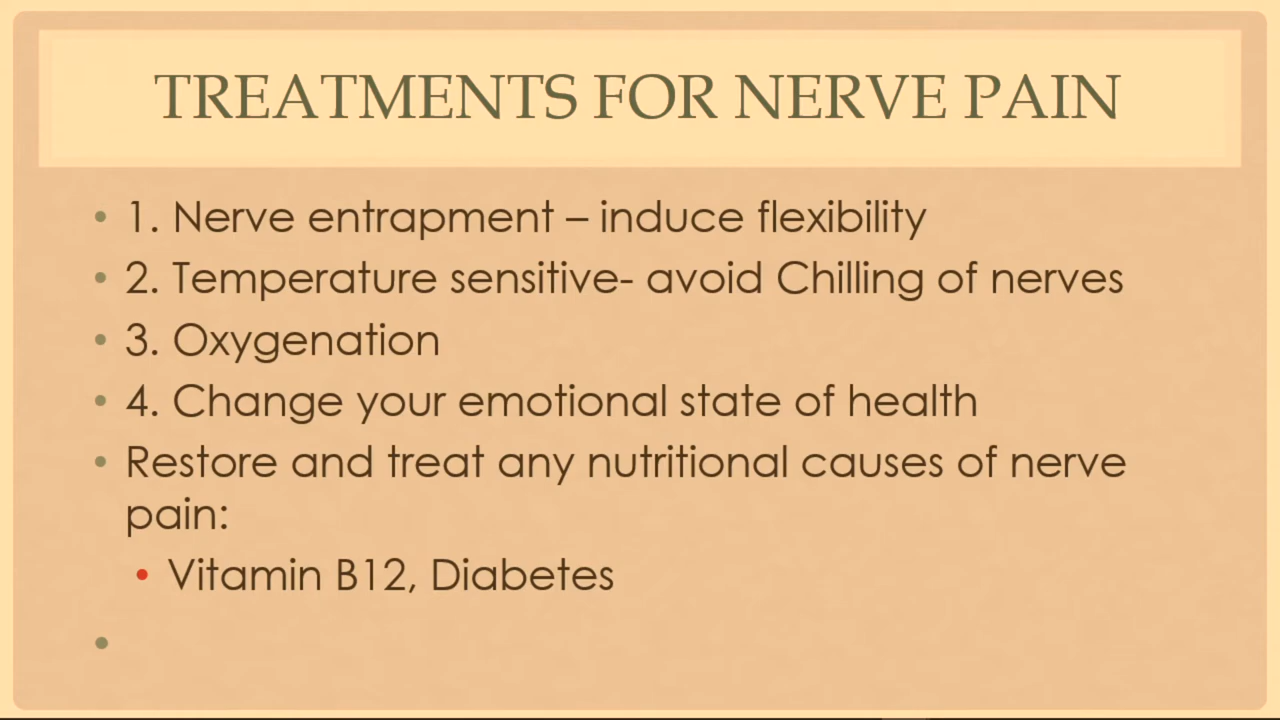 TREATMENTS FOR NERVE PAIN
• 1. Nerve entrapment – induce flexibility
• 2. Temperature sensitive- avoid Chilling of nerves
• 3. Oxygenation
• 4. Change your emotional state of health
• Restore and treat any nutritional causes of nerve
pain:
• Vitamin B12, Diabetes
•